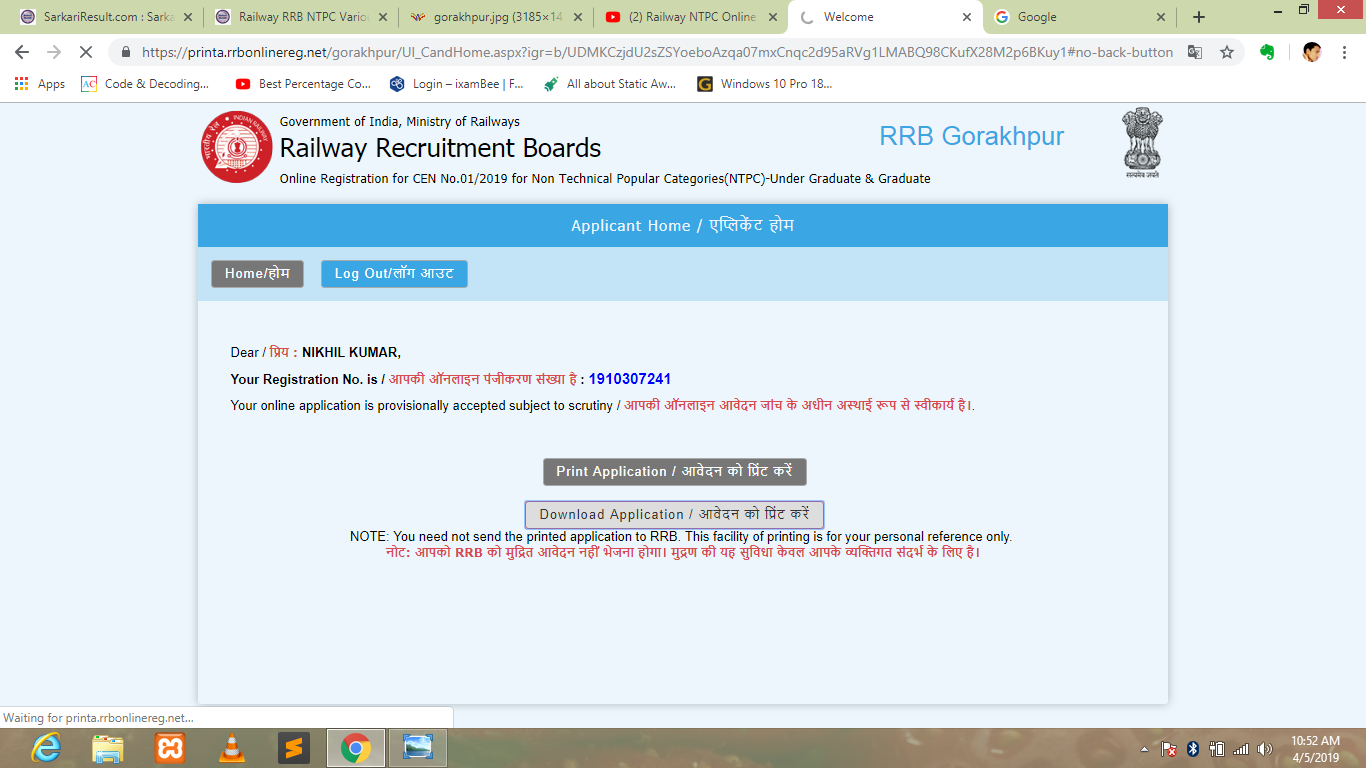 SarkariResult.com : Sarka
Railway RRB NTPC Vario
gorakhpur.jpg (3185×14
(2) Railway NTPC Online
Welcome
Google
https://printa.rrbonlinereg.net/gorakhpur/UI_CandHome.aspx?igr=b/UDMKCzjdU2sZSYoeboAzqa07mxCnqc2d95aRVg1LMABQ98CKufX28M2p6BKuy1#no-back-button
Apps
AC Code & Decoding...
Best Percentage Co...
Login – ixamBee | F...
All about Static Aw...
Windows 10 Pro 18...
Government of India, Ministry of Railways
Railway Recruitment Boards
Online Registration for CEN No.01/2019 for Non Technical Popular Categories(NTPC)-Under Graduate & Graduate
RRB Gorakhpur
सत्यमेव जयते
Applicant Home / एप्लिकेंट होम
Home/होम
Log Out/लॉग आउट
Dear / प्रिय : NIKHIL KUMAR,
Your Registration No. is / आपकी ऑनलाइन पंजीकरण संख्या है : 1910307241
Your online application is provisionally accepted subject to scrutiny / आपकी ऑनलाइन आवेदन जांच के अधीन अस्थाई रूप से स्वीकार्य है।.
Print Application / आवेदन को प्रिंट करें
Download Application / आवेदन को प्रिंट करें
NOTE: You need not send the printed application to RRB. This facility of printing is for your personal reference only.
नोट: आपको RRB को मुद्रित आवेदन नहीं भेजना होगा। मुद्रण की यह सुविधा केवल आपके व्यक्तिगत संदर्भ के लिए है।
Waiting for printa.rrbonlinereg.net...
10:52 AM
4/5/2019